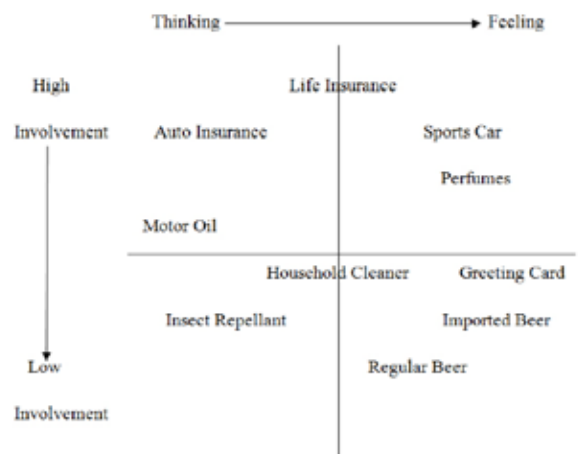 Thinking Feeling
High Life Insurance
Involvement Auto Insurance Sports Car
Perfumes
Motor Oil
Household Cleaner Greeting Card
Insect Repellant Imported Beer
Low Regular Beer
Involvement